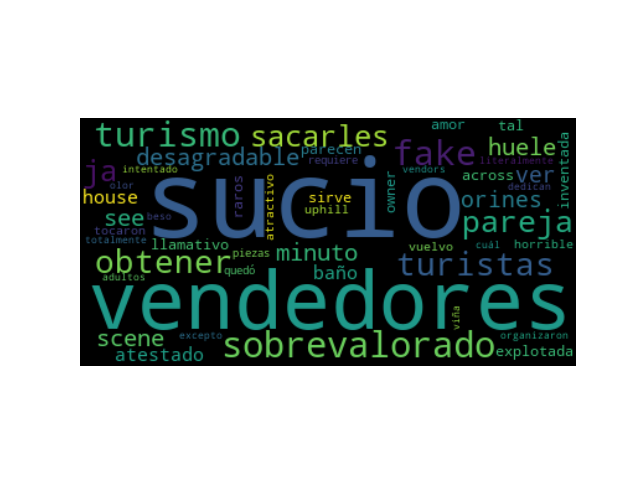 amor tal
turismo sacarles fake huele inventada
desagradable parecen requiere literalmente
ja intentado sucio vendors across ver
olor raros atractivo sirve owner orines dedican
house see beso uphill pareja
tocaron llamativo minuto vuelvo cuál horrible
totalmente obtener piezas turistas
adultos quedó baño
vendedores viña
scene excepto sobrevalorado organizaron
atestado explotada